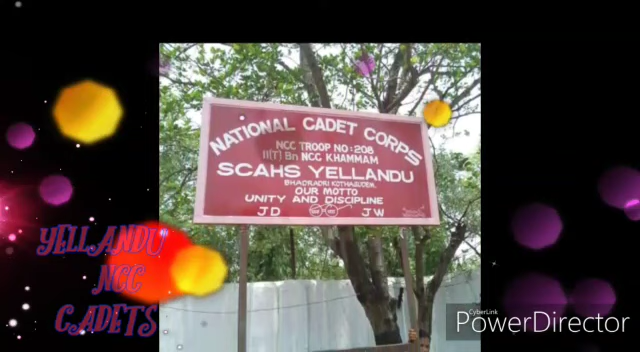 NATIONAL CADET CORPS
NCC TROOP NO: 208
11(T) Bn NCC KHAMMAM
SCAHS YELLANDU
BHADRADRI KOTHAGUDEM.
OUR MOTTO
UNITY AND DISCIPLINE
JD JW
YELLANDU
NCC
CADETS
CyberLink
PowerDirector